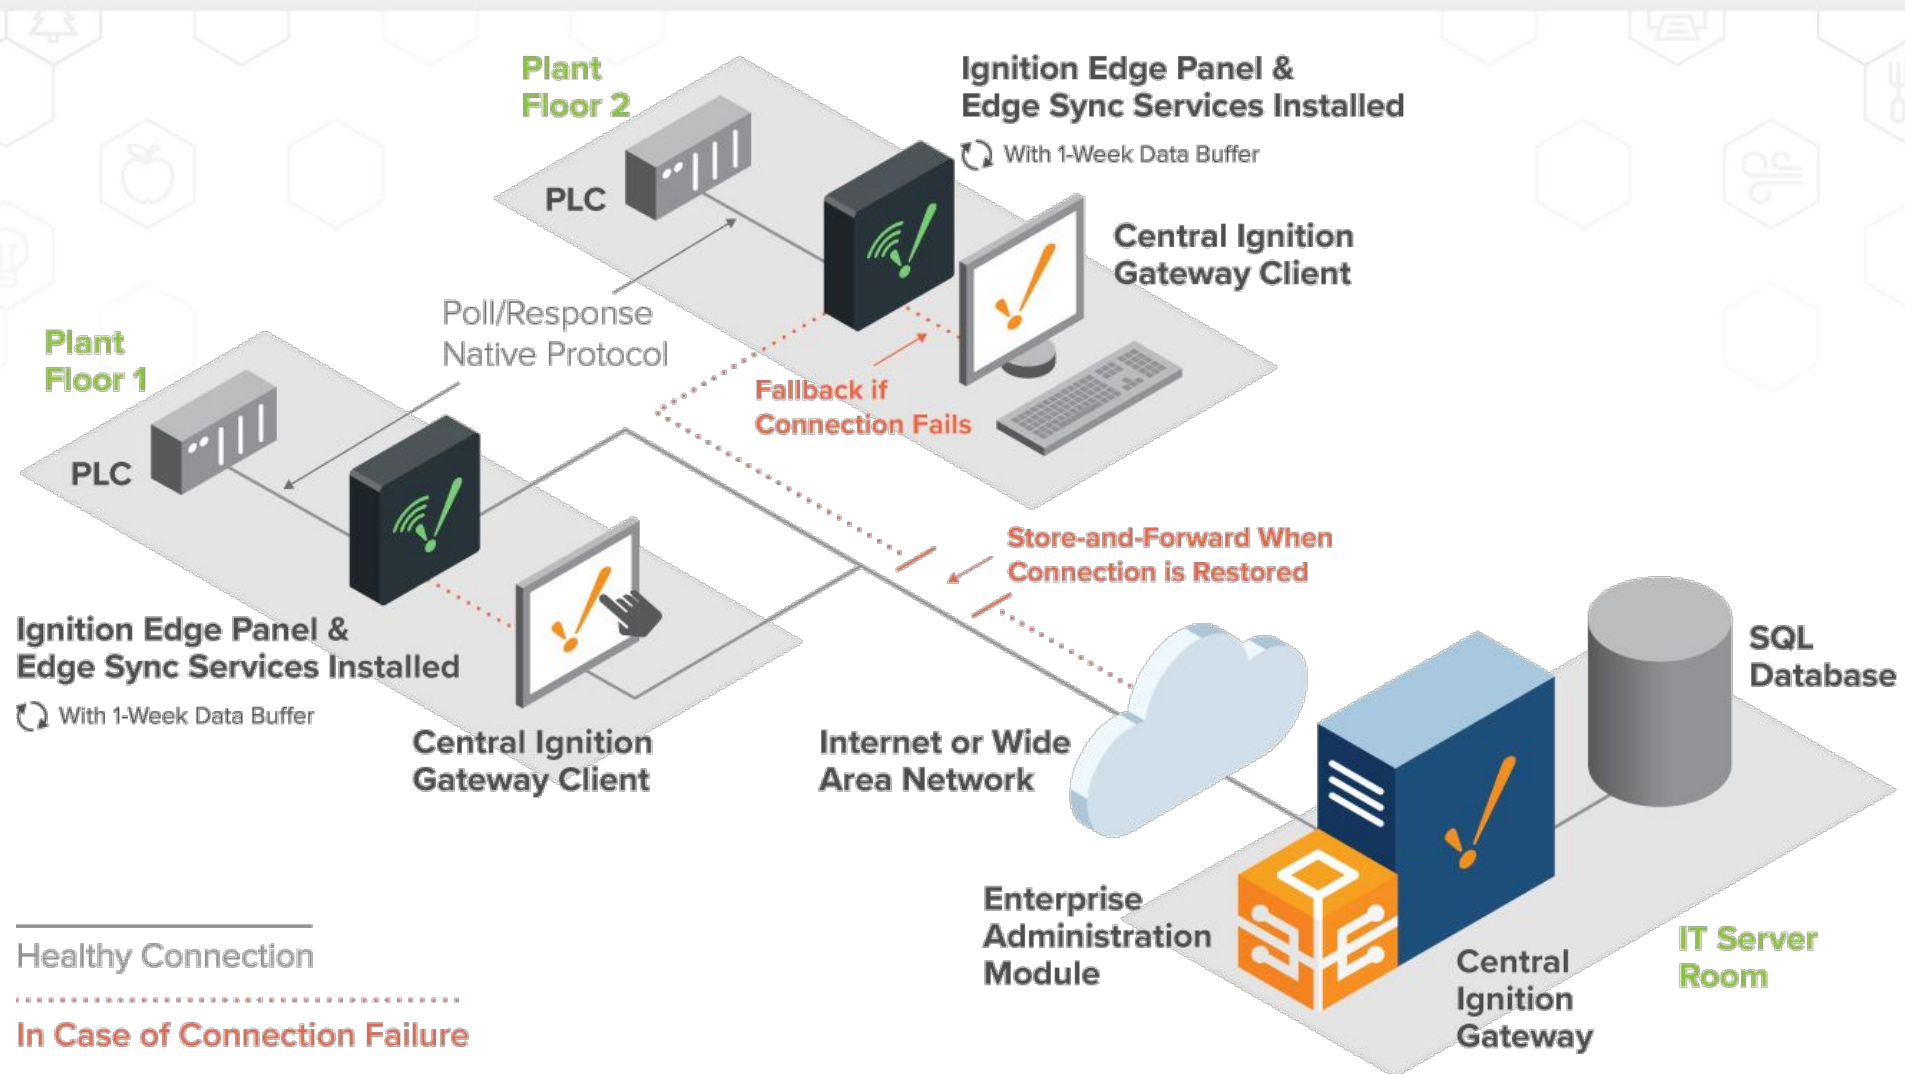 Plant
Floor 2
Ignition Edge Panel &
Edge Sync Services Installed
With 1-Week Data Buffer
PLC
Central Ignition
Gateway Client
Poll/Response
Native Protocol
Fallback if
Connection Fails
Plant
Floor 1
PLC
Ignition Edge Panel &
Edge Sync Services Installed
With 1-Week Data Buffer
Central Ignition
Gateway Client
Store-and-Forward When
Connection is Restored
Internet or Wide
Area Network
SQL
Database
Enterprise
Administration
Module
Central
Ignition
Gateway
IT Server
Room
Healthy Connection
In Case of Connection Failure